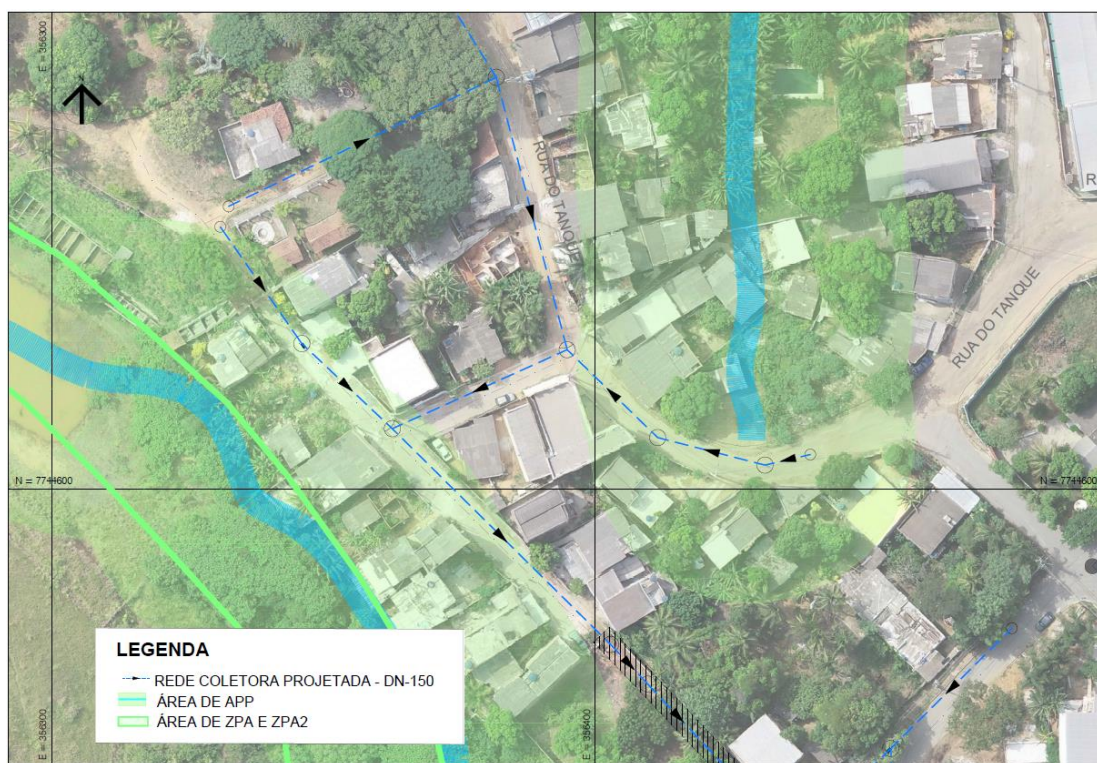 E = 356300
RUA DO TANQUE
R
RUA DO TANQUE
N = 7744600
N = 7744600
LEGENDA
REDE COLETORA PROJETADA - DN-150
ÁREA DE APP
ÁREA DE ZPA E ZPA2
E = 356300
E = 356400